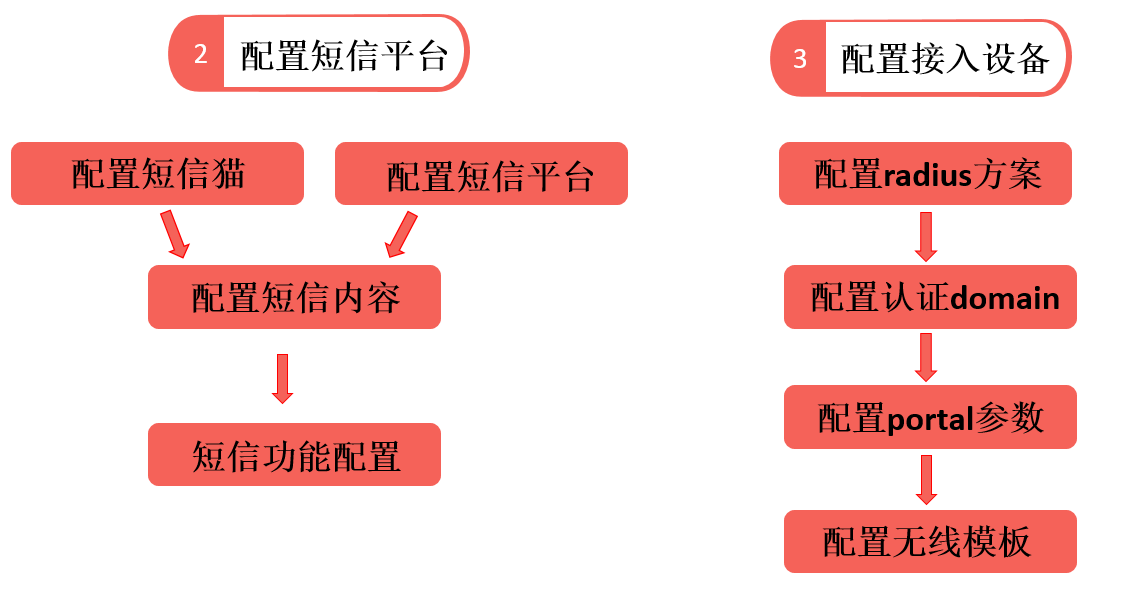 2 配置短信平台
配置短信猫
配置短信平台
配置短信内容
短信功能配置
3 配置接入设备
配置radius方案
配置认证domain
配置portal参数
配置无线模板